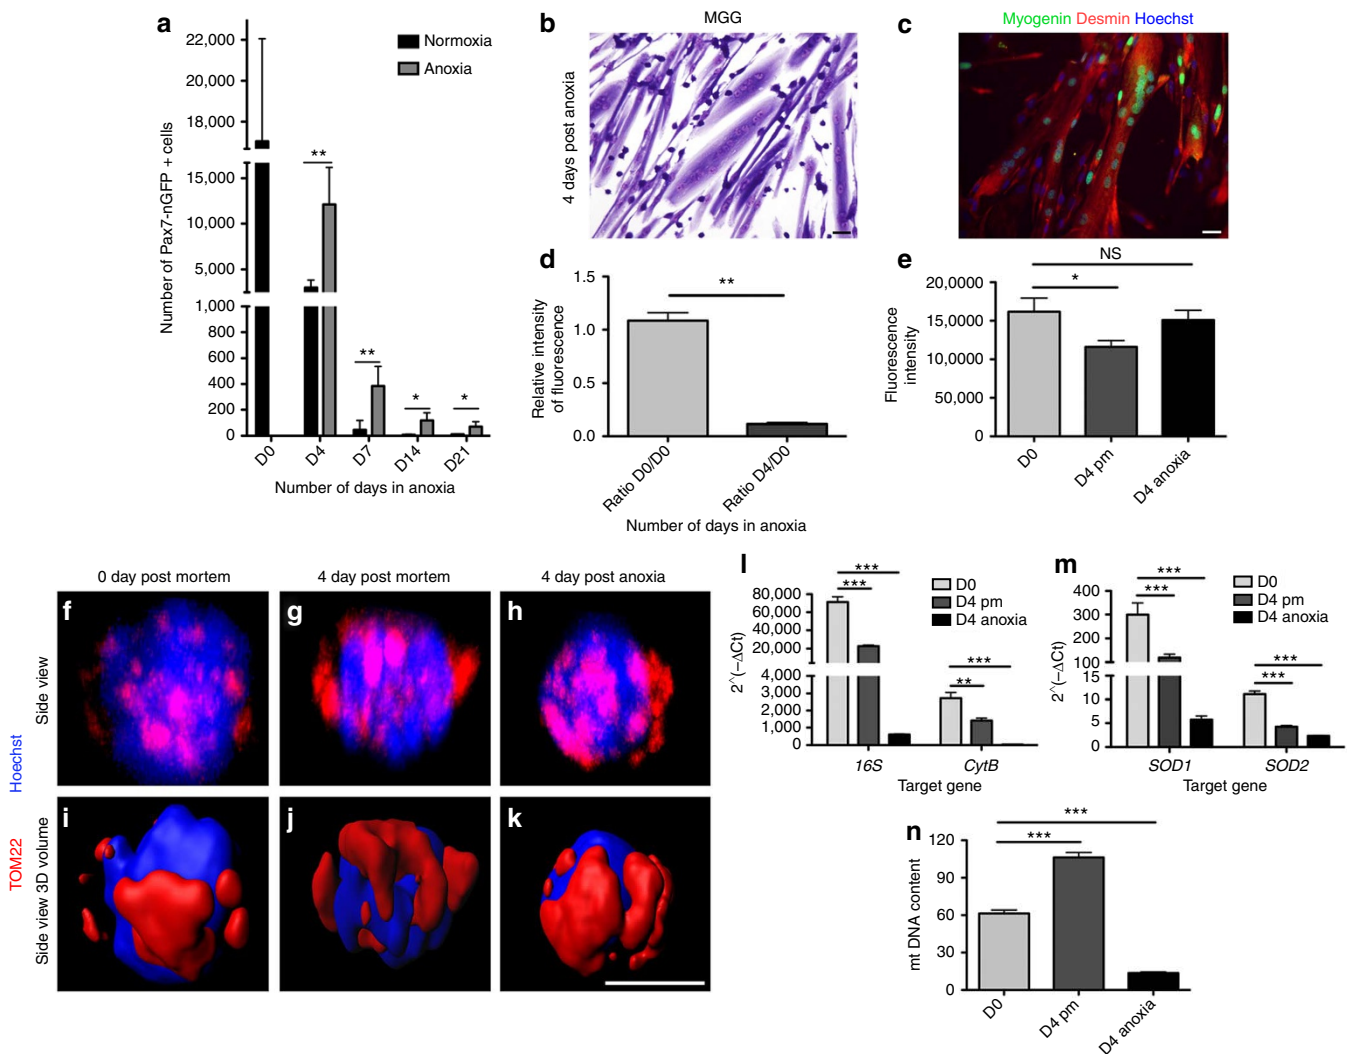 a
22,000
20,000
18,000
15,000
10,000
5,000
1,000
800
600
400
200
0
Number of Pax7-nGFP + cells
Normoxia
Anoxia
**
**
*
*
D0
D4
D7
D14
D21
Number of days in anoxia
b
MGG
4 days post anoxia
c
Myogenin Desmin Hoechst
d
1.5
1.0
0.5
0.0
Relative intensity
of fluorescence
**
Ratio D0/D0
Ratio D4/D0
Number of days in anoxia
e
20,0000
15,0000
10,0000
50,000
0
Fluorescence
intensity
NS
*
D0
D4 pm
D4 anoxia
0 day post mortem
4 day post mortem
4 day post anoxia
f
g
h
Side view
Hoechst
i
j
k
Side view 3D volume
TOM22
l
80,000
60,000
40,000
20,000
4,000
3,000
2,000
1,000
0
2^(−ΔCt)
***
***
***
**
D0
D4 pm
D4 anoxia
16S
CytB
Target gene
m
400
300
200
100
15
10
5
0
2^(−ΔCt)
***
***
***
***
D0
D4 pm
D4 anoxia
SOD1
SOD2
Target gene
n
120
90
60
30
0
mt DNA content
***
***
D0
D4 pm
D4 anoxia